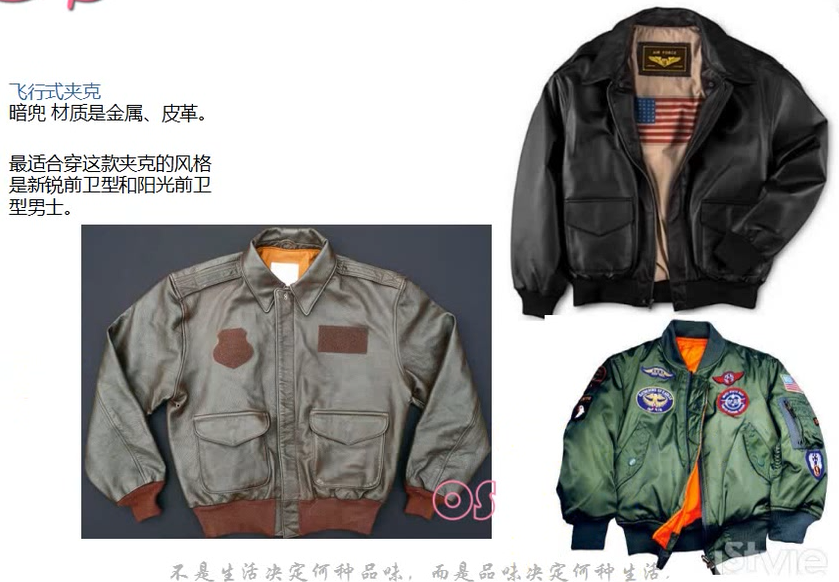 飞行式夹克
暗兜 材质是金属、皮革。
最适合穿这款夹克的风格
是新锐前卫型和阳光前卫
型男士。
AIR FORCE
OS
iStyle
不是生活决定何种品味，而是品味决定何种生活.